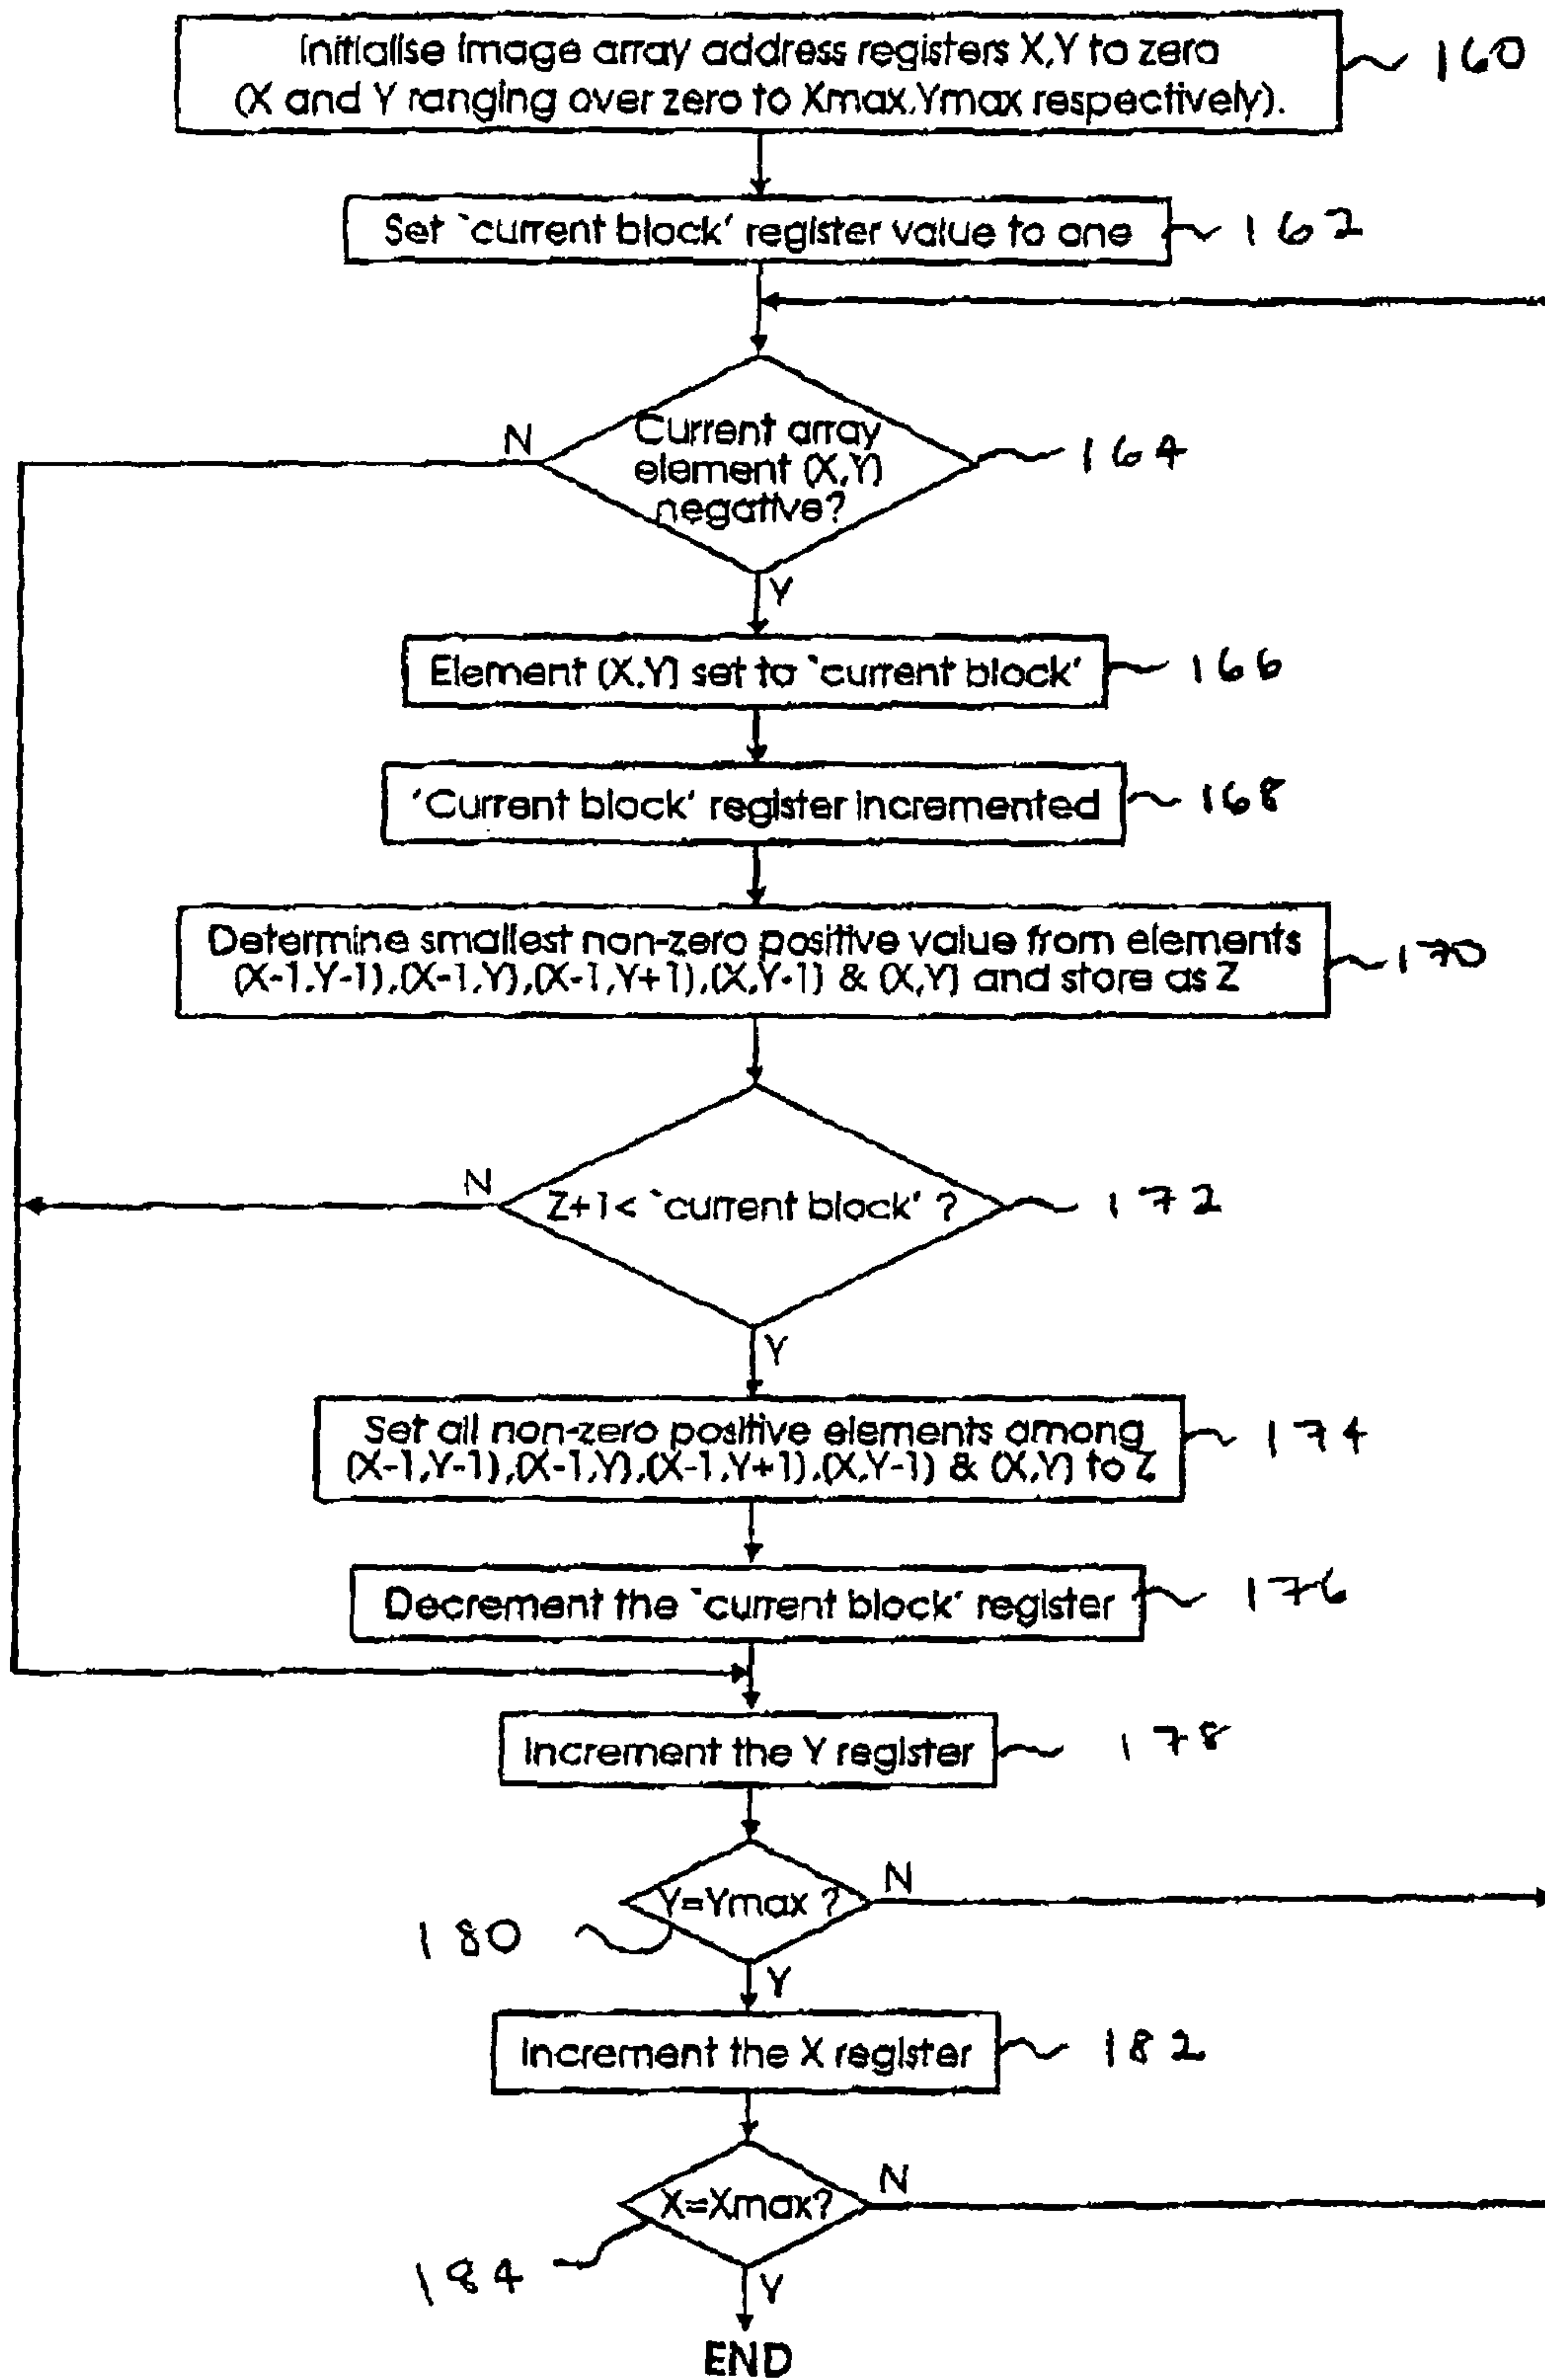 Initialise image array address registers X,Y to zero
(X and Y ranging over zero to Xmax,Ymax respectively).
160
Set `current block' register value to one
162
N
Current array
element (X,Y)
negative?
164
Y
Element (X,Y) set to `current block'
166
'Current block' register incremented
168
Determine smallest non-zero positive value from elements
(X-1,Y-1),(X-1,Y),(X-1,Y+1),(X,Y-1) & (X,Y) and store as Z
170
N
Z+1< `current block' ?
172
Y
Set all non-zero positive elements among
(X-1,Y-1),(X-1,Y),(X-1,Y+1),(X,Y-1) & (X,Y) to Z
174
Decrement the `current block' register
176
Increment the Y register
178
Y=Ymax ?
N
180
Y
Increment the X register
182
X=Xmax?
N
184
Y
END